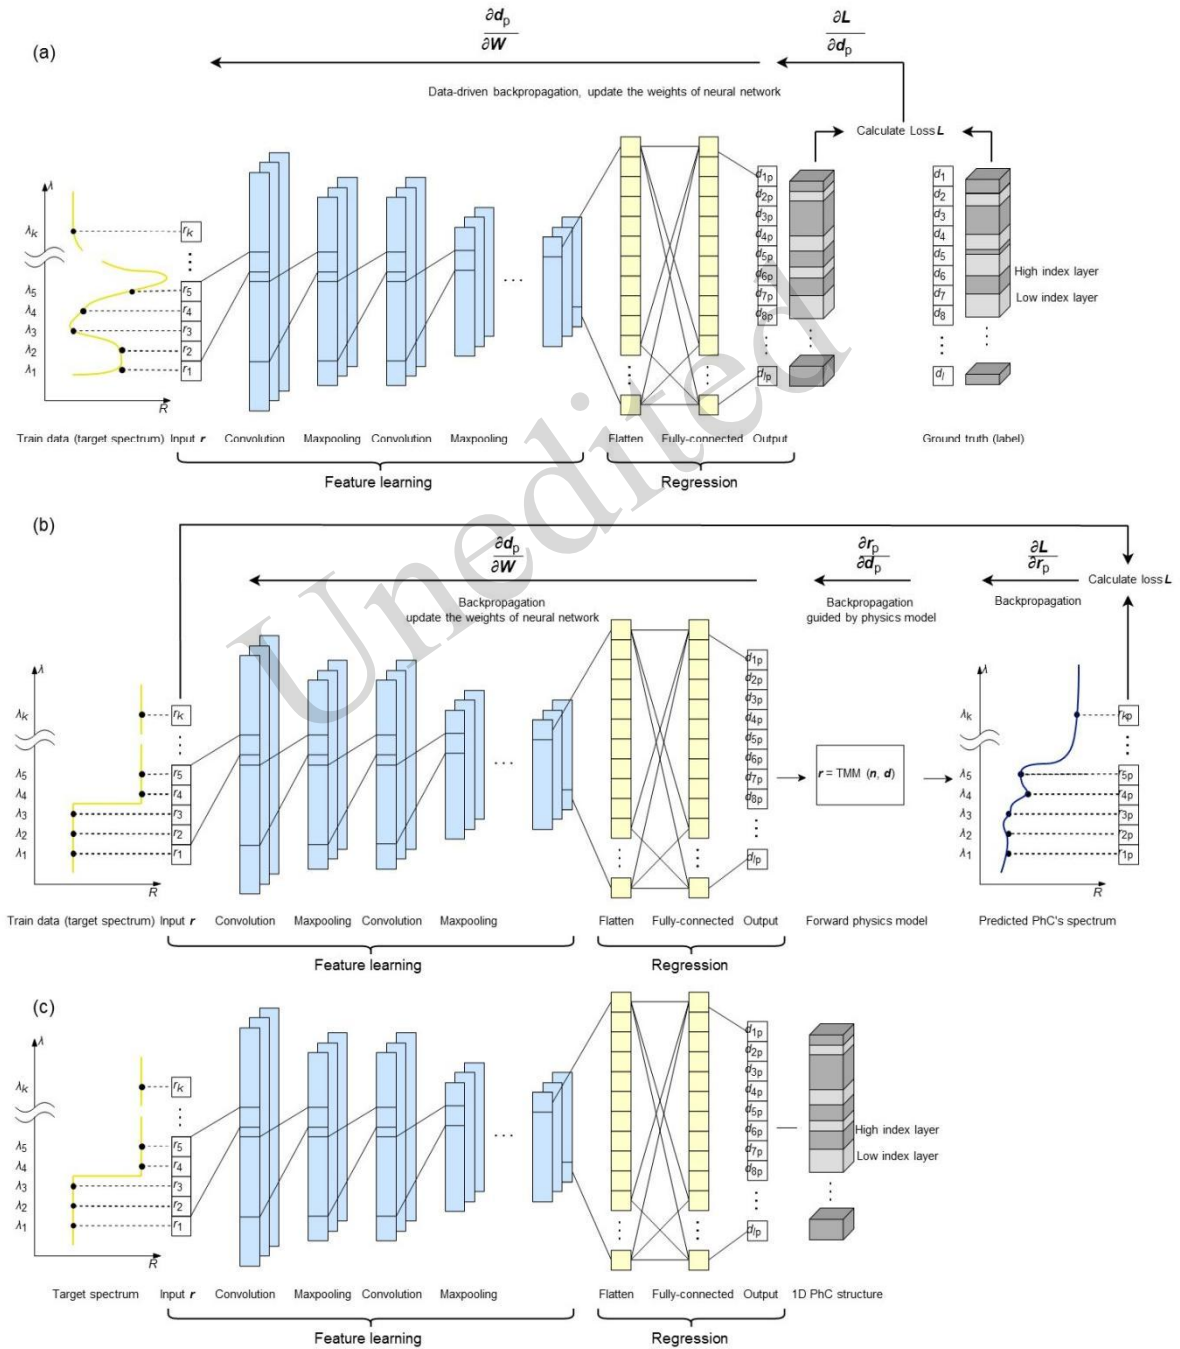 (a)
∂dp
∂W
∂L
∂dp
Data-driven backpropagation, update the weights of neural network
Calculate Loss L
λ
λk
λ5
λ4
λ3
λ2
λ1
R
rk
r5
r4
r3
r2
r1
...
d1p
d2p
d3p
d4p
d5p
d6p
d7p
d8p
dlp
d1
d2
d3
d4
d5
d6
d7
d8
dl
High index layer
Low index layer
Train data (target spectrum) Input r Convolution Maxpooling Convolution Maxpooling Flatten Fully-connected Output Ground truth (label)
Feature learning Regression
(b)
∂dp
∂W
∂rp
∂dp
∂L
∂rp
Calculate loss L
Backpropagation
update the weights of neural network
Backpropagation
guided by physics model
Backpropagation
λ
λk
λ5
λ4
λ3
λ2
λ1
R
rk
r5
r4
r3
r2
r1
...
d1p
d2p
d3p
d4p
d5p
d6p
d7p
d8p
dlp
r = TMM (n, d)
λ
λk
λ5
λ4
λ3
λ2
λ1
R
rkp
r5p
r4p
r3p
r2p
r1p
Train data (target spectrum) Input r Convolution Maxpooling Convolution Maxpooling Flatten Fully-connected Output Forward physics model Predicted PhC's spectrum
Feature learning Regression
(c)
λ
λk
λ5
λ4
λ3
λ2
λ1
R
rk
r5
r4
r3
r2
r1
...
d1p
d2p
d3p
d4p
d5p
d6p
d7p
d8p
dlp
High index layer
Low index layer
Target spectrum Input r Convolution Maxpooling Convolution Maxpooling Flatten Fully-connected Output 1D PhC structure
Feature learning Regression
Unedited